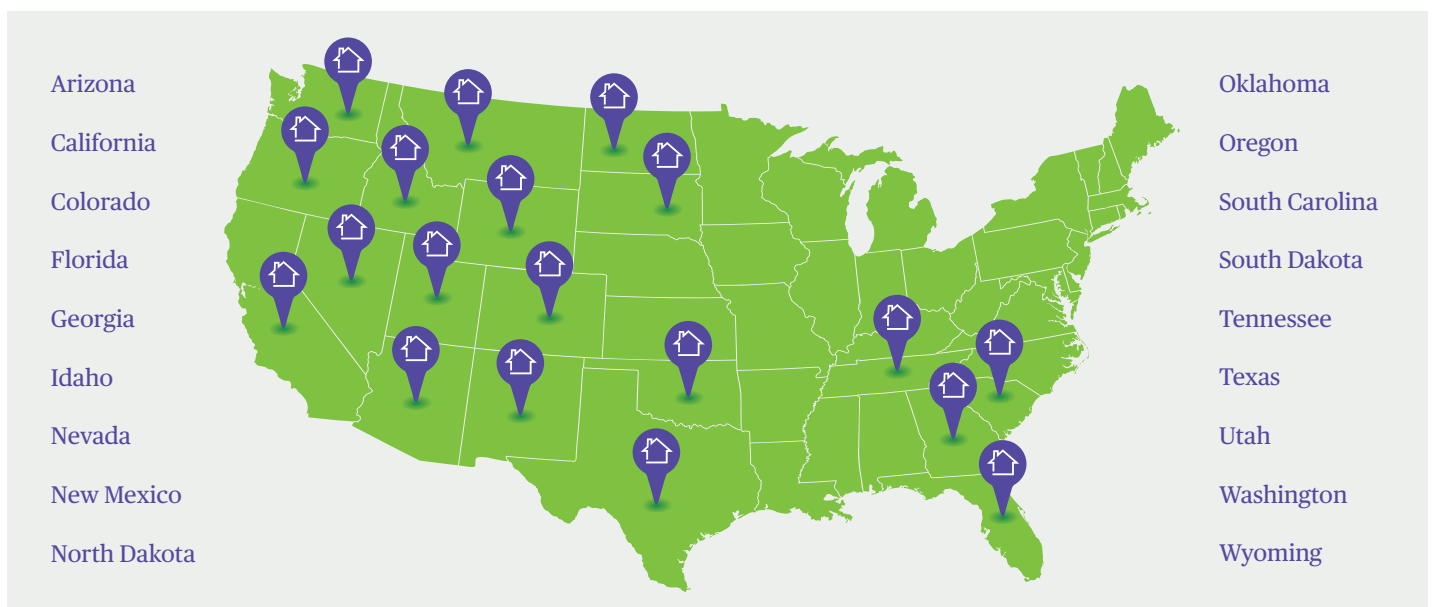 Arizona
California
Colorado
Florida
Georgia
Idaho
Nevada
New Mexico
North Dakota
Oklahoma
Oregon
South Carolina
South Dakota
Tennessee
Texas
Utah
Washington
Wyoming